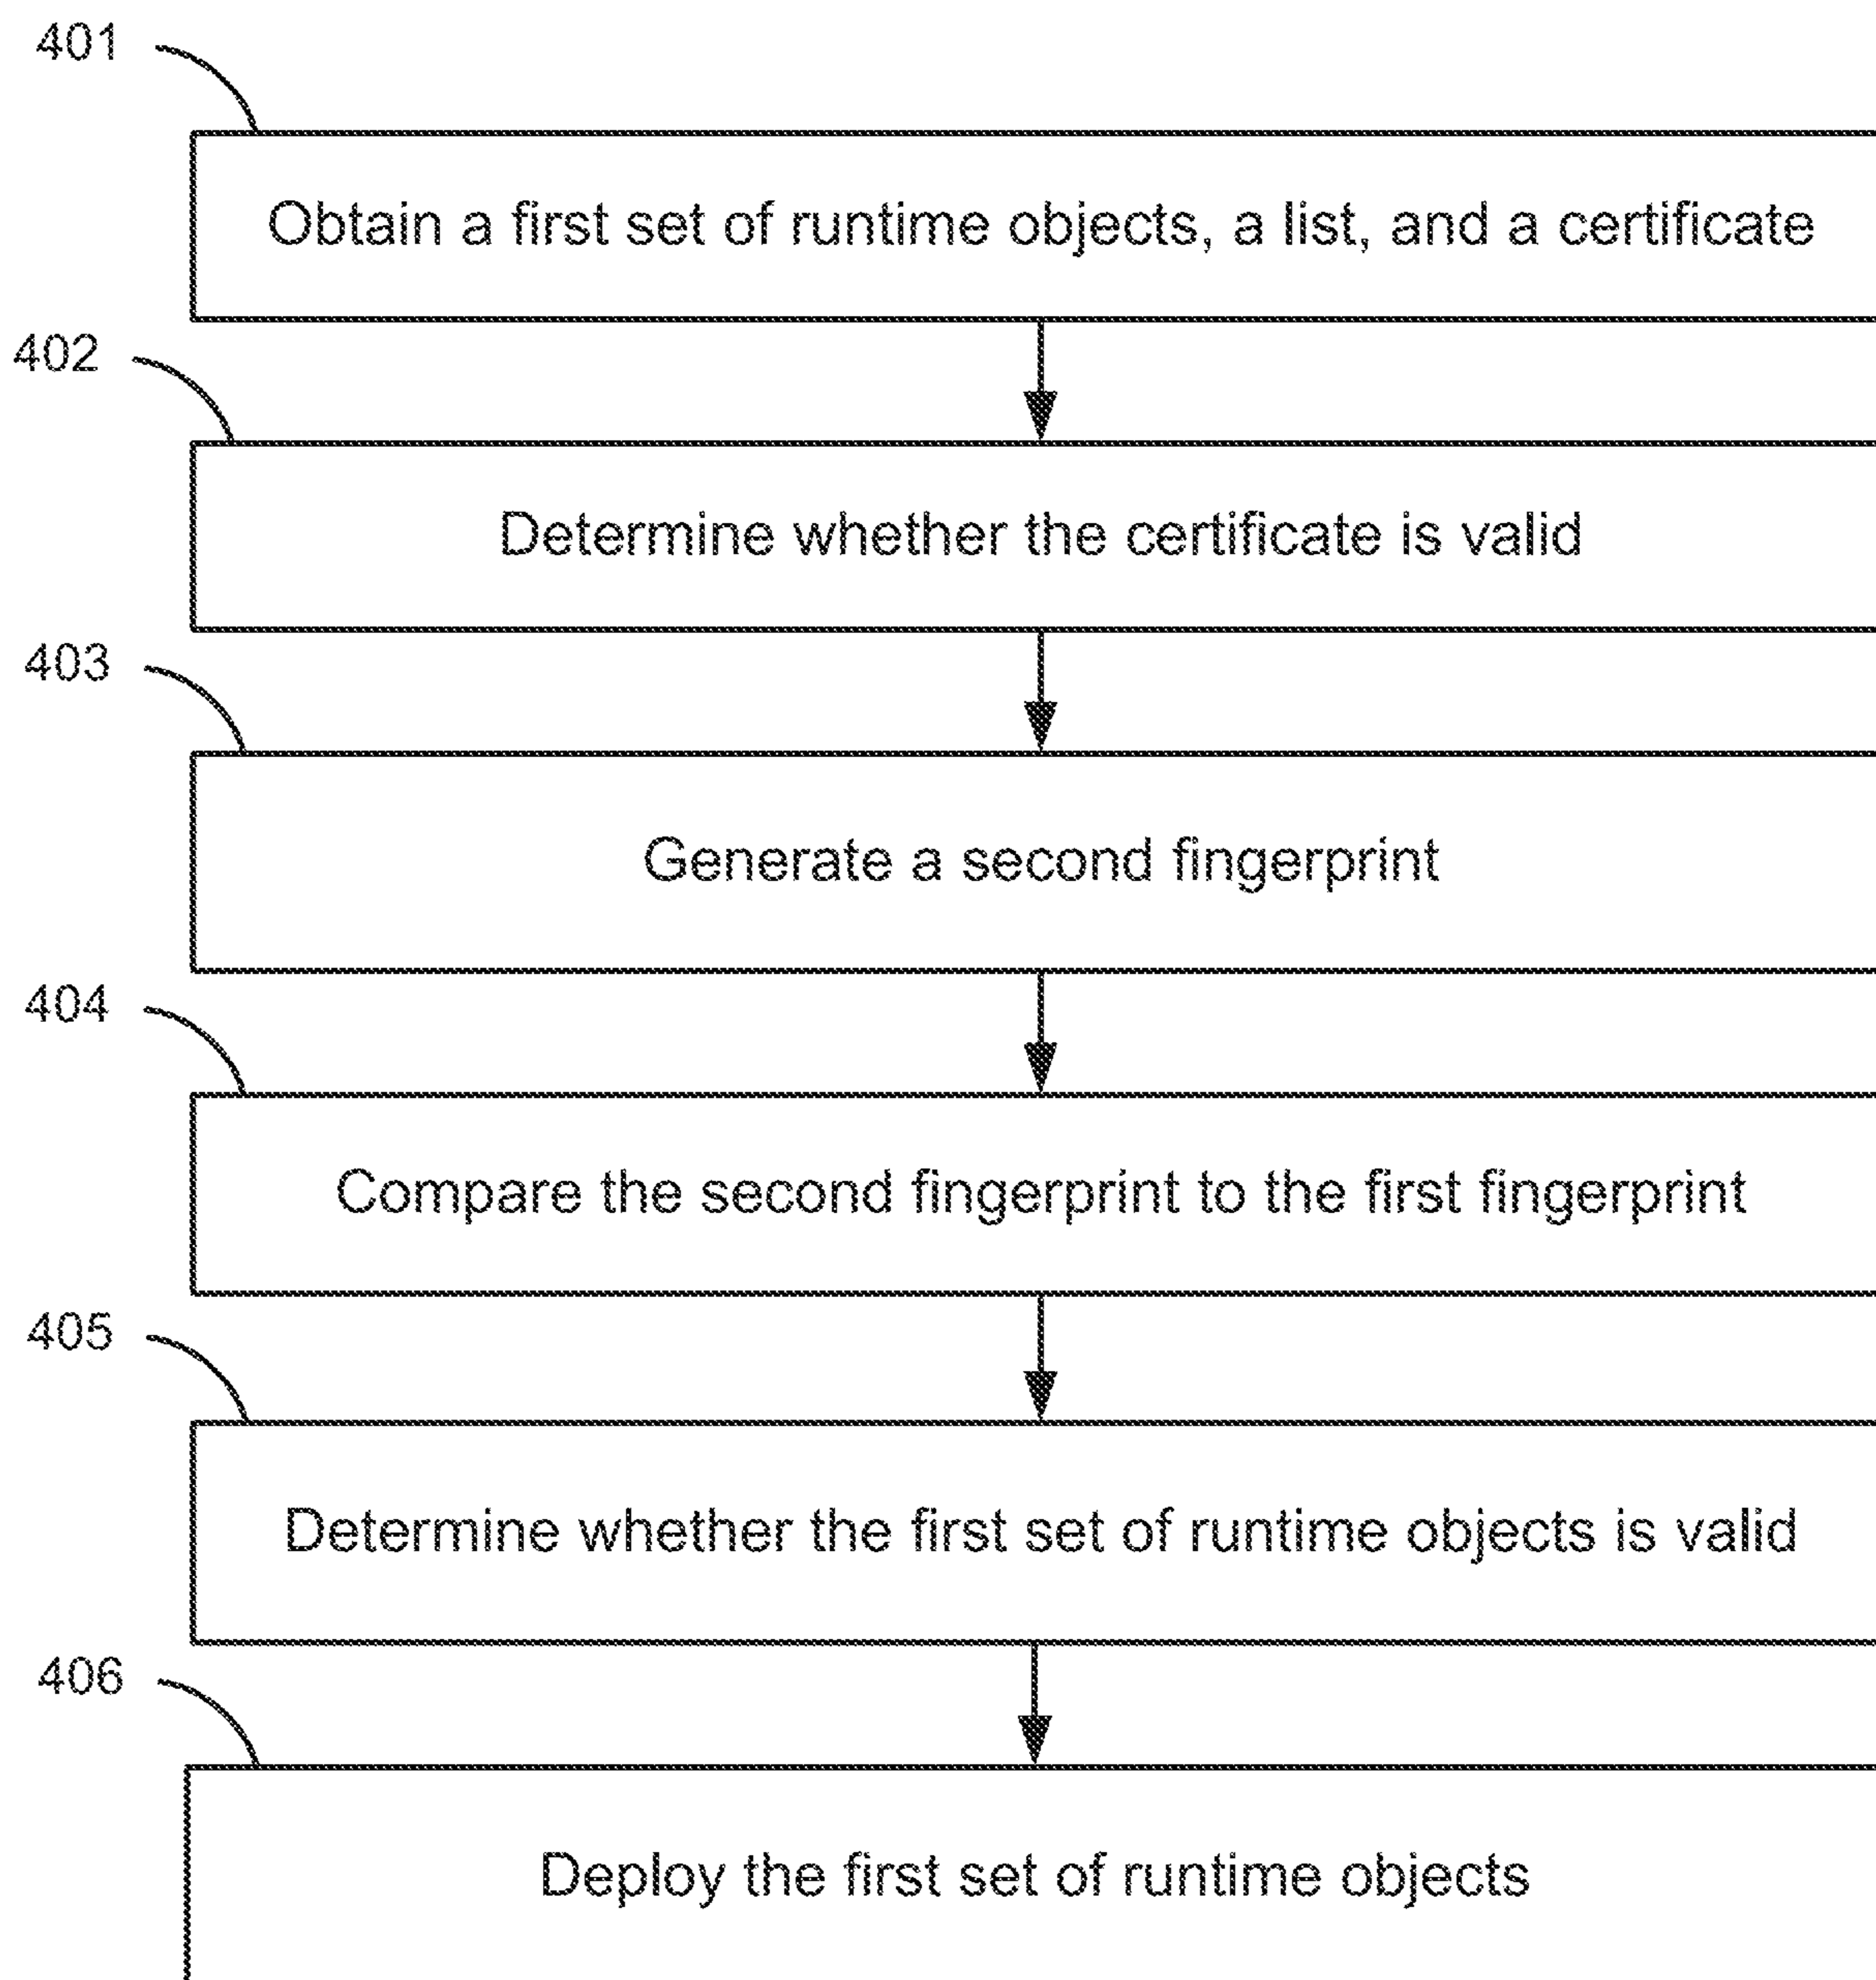 401
Obtain a first set of runtime objects, a list, and a certificate
402
Determine whether the certificate is valid
403
Generate a second fingerprint
404
Compare the second fingerprint to the first fingerprint
405
Determine whether the first set of runtime objects is valid
406
Deploy the first set of runtime objects